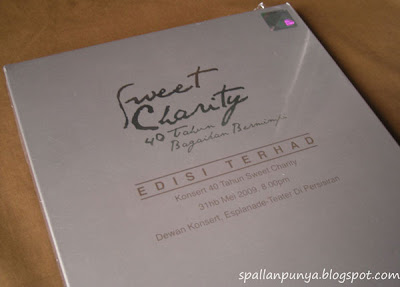 Sweet
Charity
40 Tahun
Bagaikan Bermimpi
EDISI TERHAD
Konsert 40 Tahun Sweet Charity
31hb Mei 2009, 8.00pm
Dewan Konsert, Esplanade-Teater Di Persisiran
spallanpunya.blogspot.com